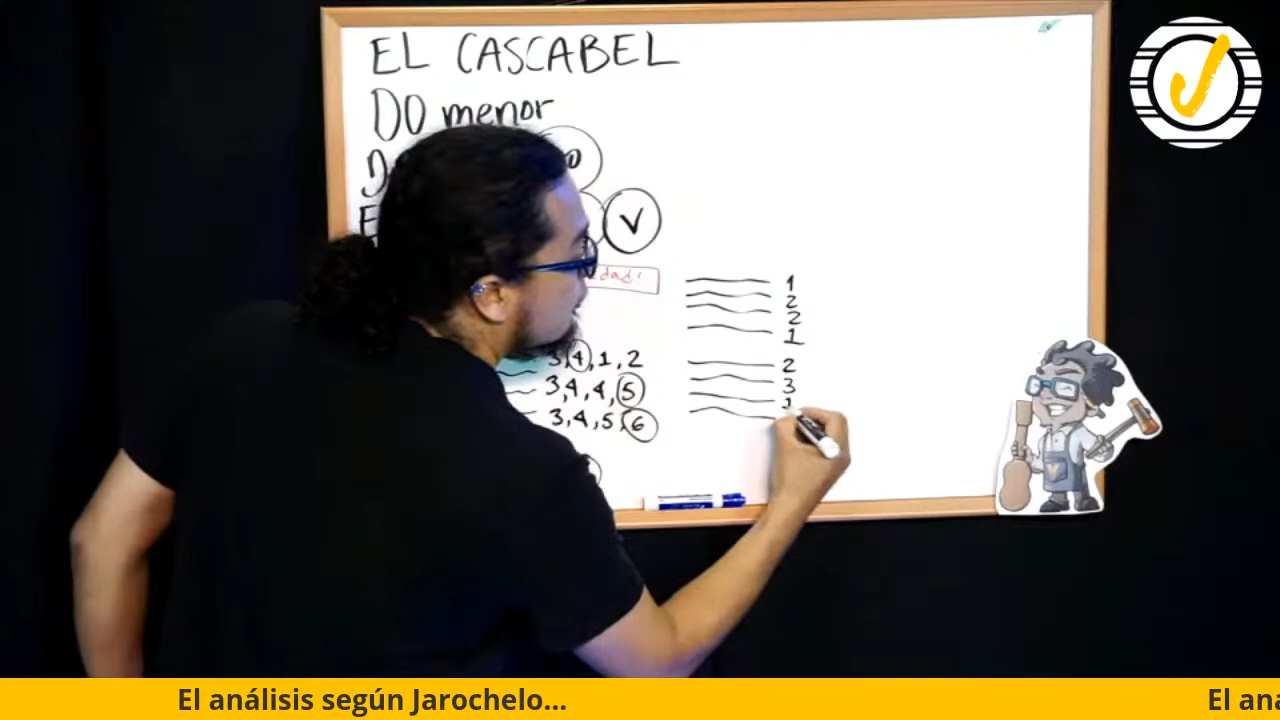 EL CASCABEL
DO menor
V
3, 4, 1, 2
3, 4, 4, 5
3, 4, 5, 6
1
2
2
1
2
3
El análisis según Jarochelo...
El aná